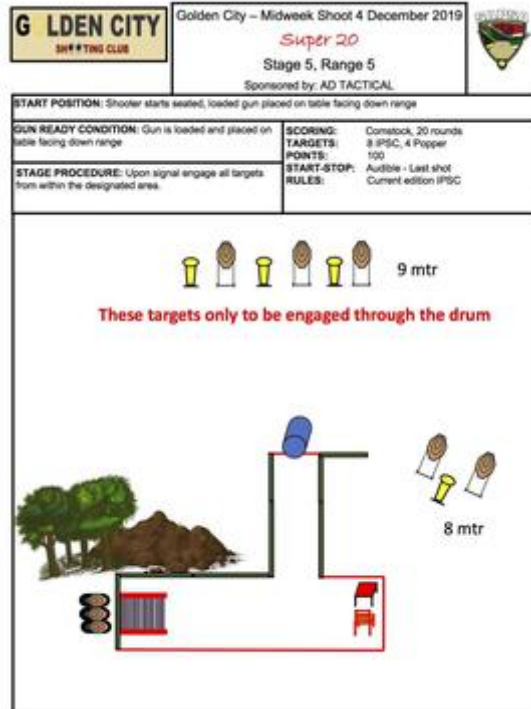 G LDEN CITY
SH**TING CLUB
Golden City – Midweek Shoot 4 December 2019
Super 20
Stage 5, Range 5
Sponsored by: AD TACTICAL
START POSITION: Shooter starts seated, loaded gun placed on table facing down range
GUN READY CONDITION: Gun is loaded and placed on
table facing down range
STAGE PROCEDURE: Upon signal engage all targets
from within the designated area.
SCORING: Comstock, 20 rounds
TARGETS: 8 IPSC, 4 Popper
POINTS: 100
START-STOP: Audible - Last shot
RULES: Current edition IPSC
9 mtr
These targets only to be engaged through the drum
8 mtr